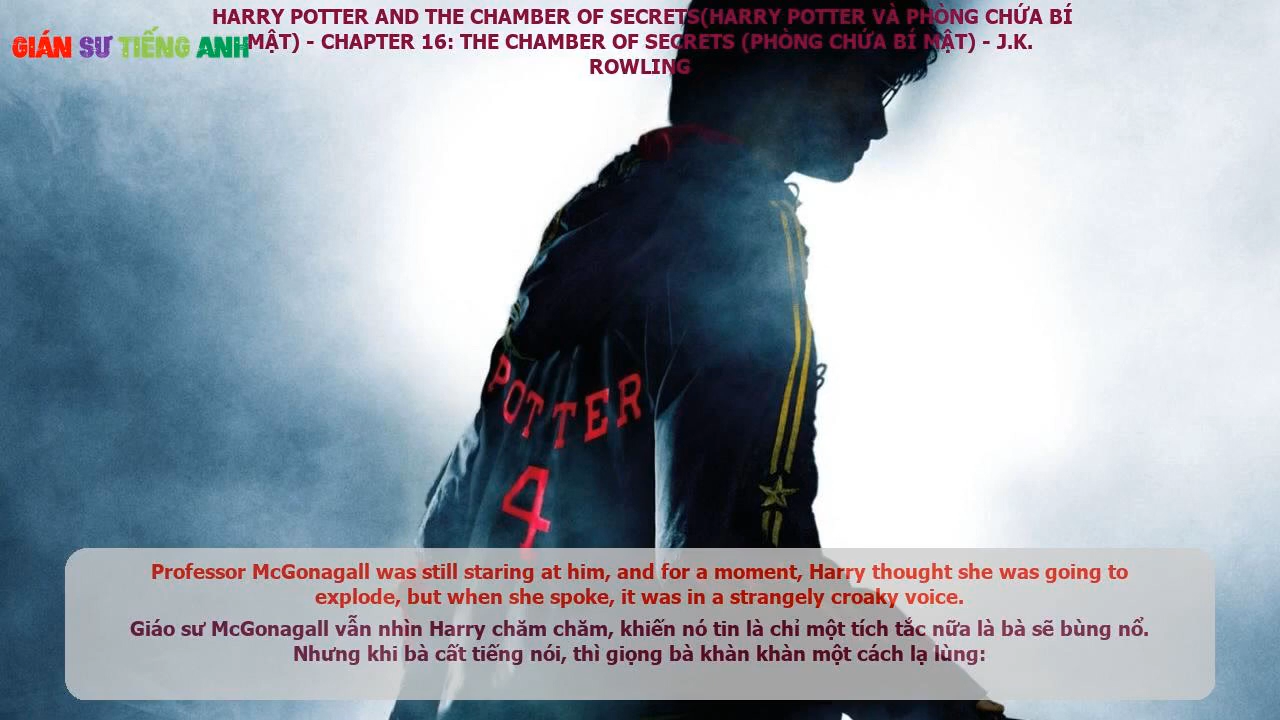 HARRY POTTER AND THE CHAMBER OF SECRETS(HARRY POTTER VÀ PHÒNG CHỨA BÍ
MẬT) - CHAPTER 16: THE CHAMBER OF SECRETS (PHÒNG CHỨA BÍ MẬT) - J.K.
ROWLING
GIÁN SƯ TIẾNG ANH
POTTER
4
Professor McGonagall was still staring at him, and for a moment, Harry thought she was going to
explode, but when she spoke, it was in a strangely croaky voice.
Giáo sư McGonagall vẫn nhìn Harry chăm chăm, khiến nó tin là chỉ một tích tắc nữa là bà sẽ bùng nổ.
Nhưng khi bà cất tiếng nói, thì giọng bà khàn khàn một cách lạ lùng: